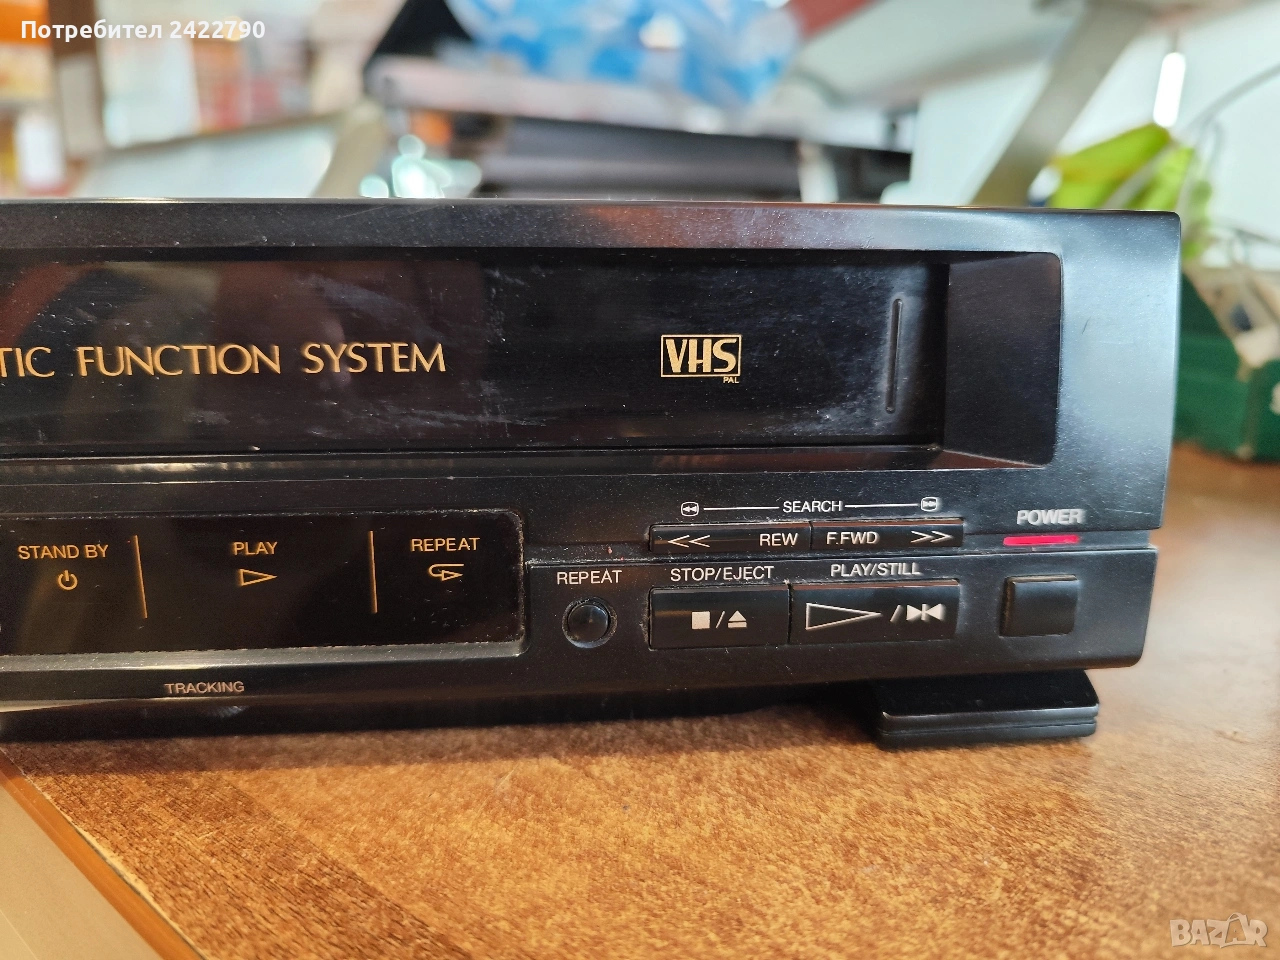 Потребител 2422790
TIC FUNCTION SYSTEM
VHS
PAL
SEARCH
POWER
REW F.FWD
STAND BY PLAY REPEAT
REPEAT STOP/EJECT PLAY/STILL
TRACKING
BAZAR